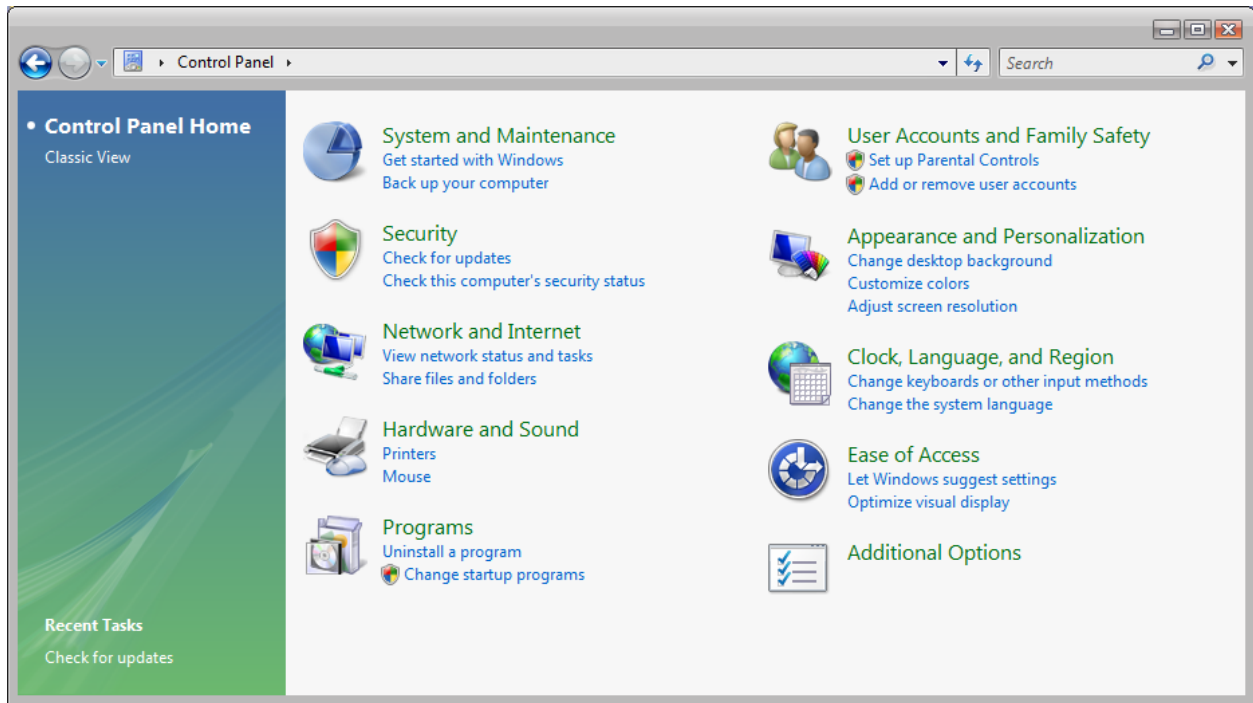 Control Panel
Search
Control Panel Home
Classic View
Recent Tasks
Check for updates
System and Maintenance
Get started with Windows
Back up your computer
Security
Check for updates
Check this computer's security status
Network and Internet
View network status and tasks
Share files and folders
Hardware and Sound
Printers
Mouse
Programs
Uninstall a program
Change startup programs
User Accounts and Family Safety
Set up Parental Controls
Add or remove user accounts
Appearance and Personalization
Change desktop background
Customize colors
Adjust screen resolution
Clock, Language, and Region
Change keyboards or other input methods
Change the system language
Ease of Access
Let Windows suggest settings
Optimize visual display
Additional Options